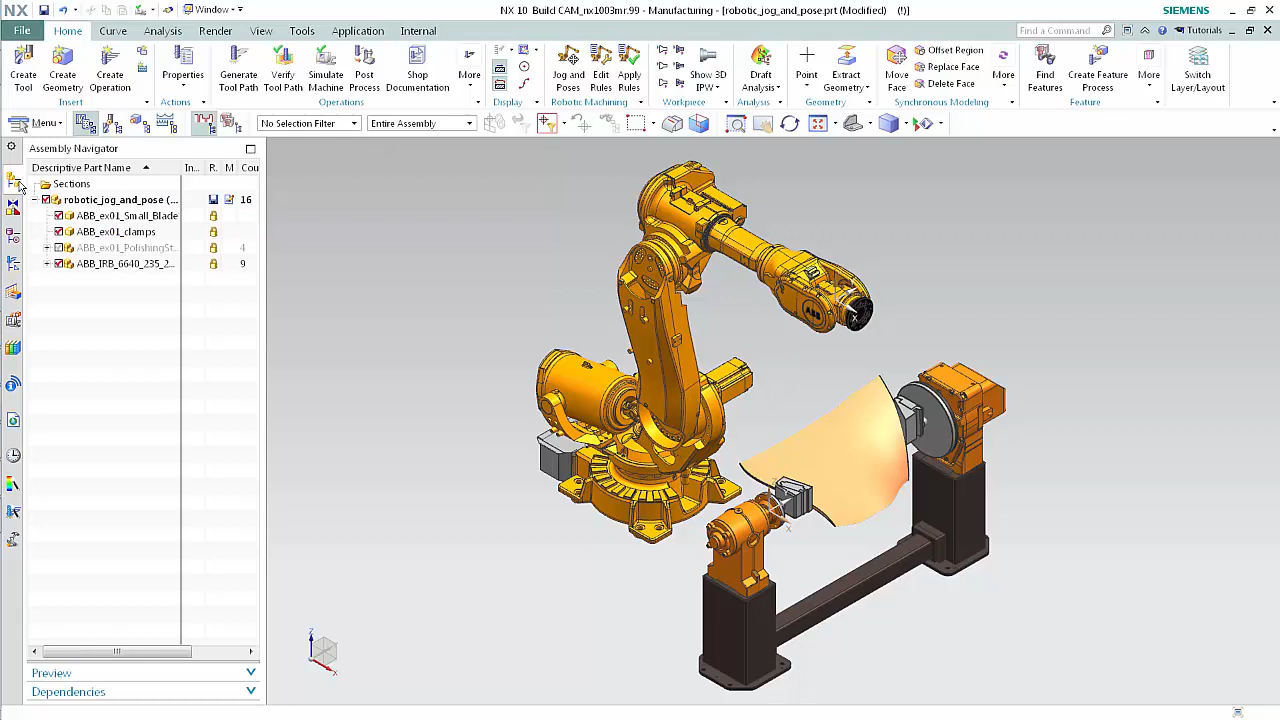 NX
Window
NX 10 Build CAM_nx1003mr.99 - Manufacturing - [robotic_jog_and_pose.prt (Modified) (!)]
SIEMENS
File Home Curve Analysis Render View Tools Application Internal
Find a Command
Tutorials
Create Tool
Create Geometry
Create Operation
Properties
Generate Tool Path
Verify Tool Path
Simulate Machine
Post Process
Shop Documentation
More
Jog and Poses
Edit Rules
Apply Rules
Show 3D IPW
Draft Analysis
Point
Extract Geometry
Move Face
Offset Region
Replace Face
Delete Face
More
Find Features
Create Feature Process
More
Switch Layer/Layout
Insert Actions Operations Display Robotic Machining Workpiece Analysis Geometry Synchronous Modeling Feature
Menu
No Selection Filter
Entire Assembly
Assembly Navigator
Descriptive Part Name In... R. M Cou
Sections
robotic_jog_and_pose (... 16
ABB_ex01_Small_Blade
ABB_ex01_clamps
ABB_ex01_PolishingSt... 4
ABB_IRB_6640_235_2... 9
ABB
X
X
Z
X
Preview
Dependencies